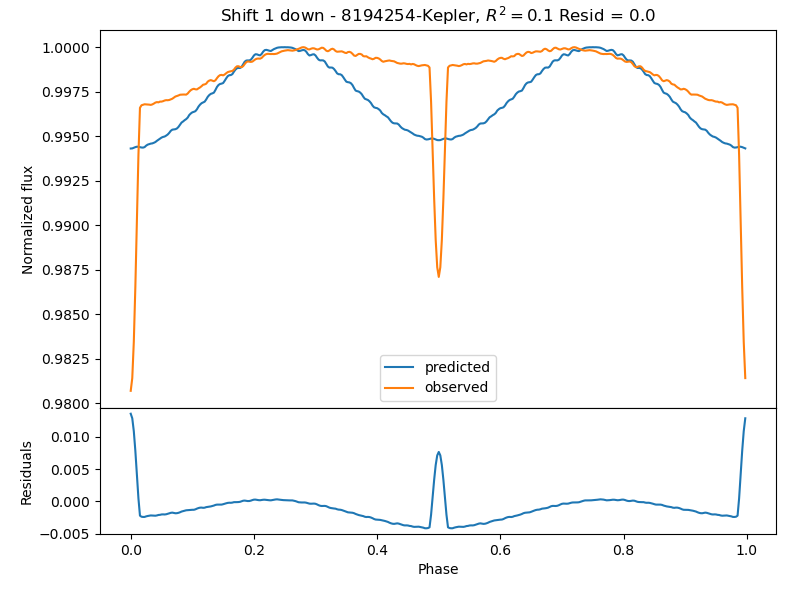 Shift 1 down - 8194254-Kepler, R² = 0.1 Resid = 0.0
Normalized flux
1.0000
0.9975
0.9950
0.9925
0.9900
0.9875
0.9850
0.9825
0.9800
predicted
observed
Residuals
0.010
0.005
0.000
−0.005
0.0 0.2 0.4 0.6 0.8 1.0
Phase